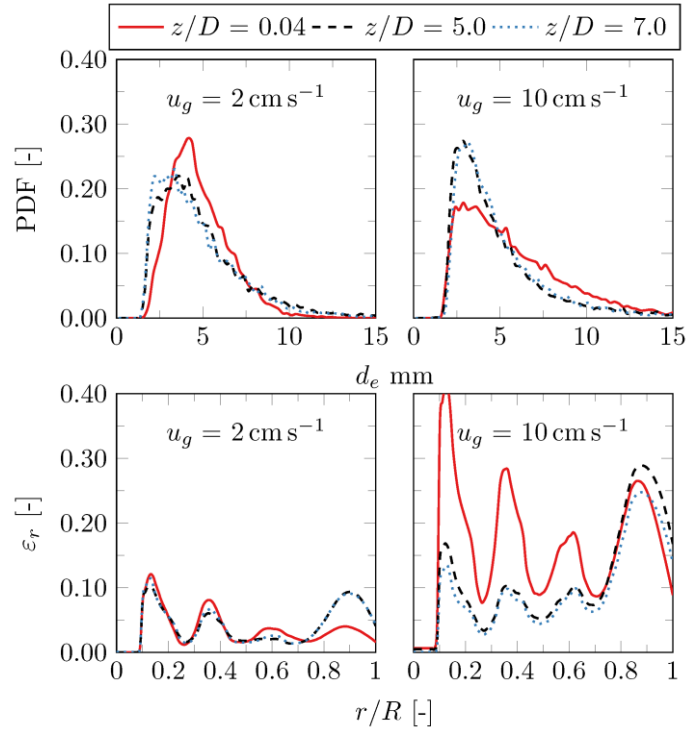 z/D = 0.04 z/D = 5.0 z/D = 7.0
0.40
0.30
0.20
0.10
0.00
PDF [-]
u_g = 2 cm s⁻¹
u_g = 10 cm s⁻¹
0 5 10 15
0 5 10 15
d_e mm
0.40
0.30
0.20
0.10
0.00
ε_r [-]
u_g = 2 cm s⁻¹
u_g = 10 cm s⁻¹
0 0.2 0.4 0.6 0.8 1
0 0.2 0.4 0.6 0.8 1
r/R [-]